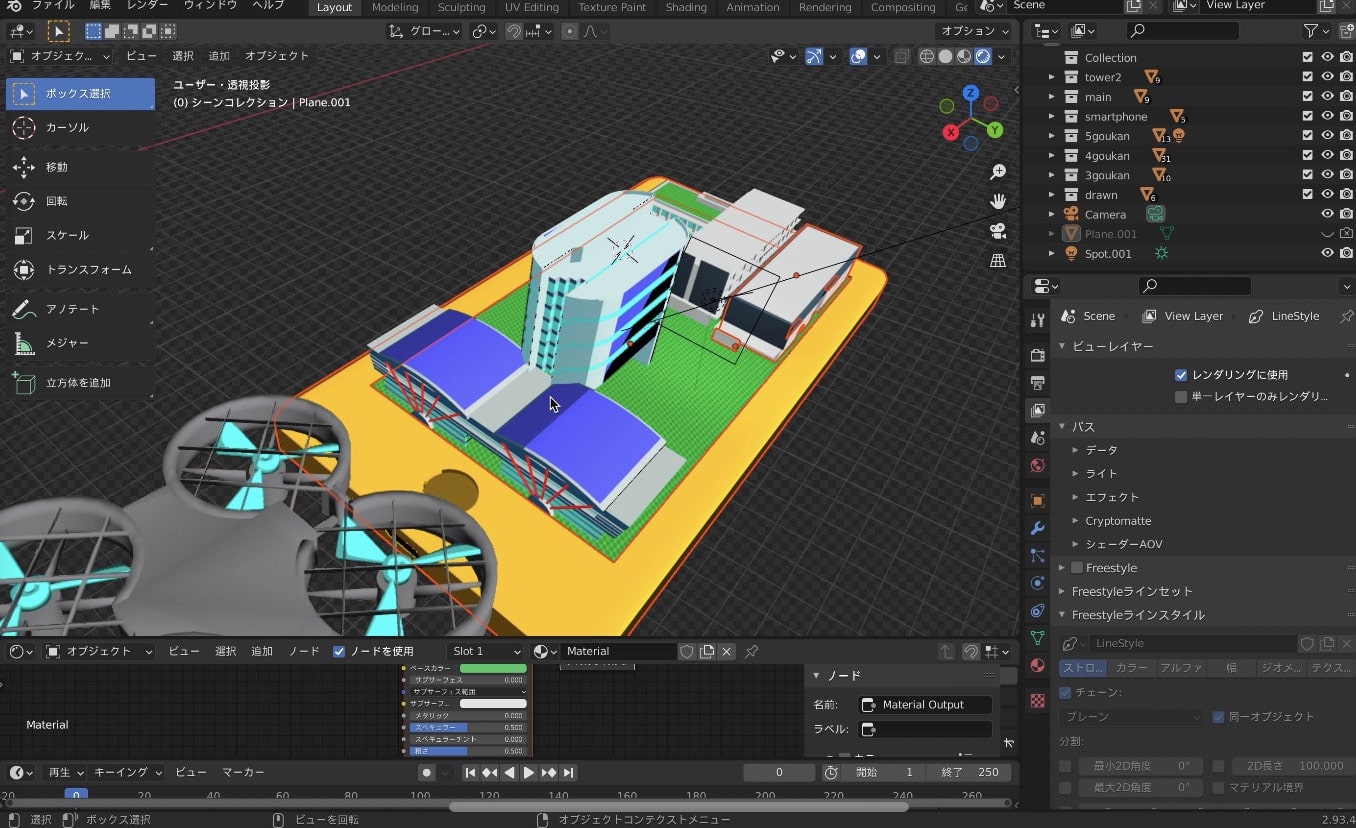 ファイル 編集 レンダー ウィンドウ ヘルプ Layout Modeling Sculpting UV Editing Texture Paint Shading Animation Rendering Compositing Ge Scene View Layer
グロー... オプション
オブジェク... ビュー 選択 追加 オブジェクト
ボックス選択
カーソル
移動
回転
スケール
トランスフォーム
アノテート
メジャー
立方体を追加
ユーザー・透視投影
(0) シーンコレクション | Plane.001
Z
X
Y
Collection
tower2 9
main 9
smartphone 5
5goukan 13
4goukan 31
3goukan 10
drawn 6
Camera
Plane.001
Spot.001
Scene View Layer LineStyle
ビューレイヤー
レンダリングに使用
単一レイヤーのみレンダリ...
パス
データ
ライト
エフェクト
Cryptomatte
シェーダーAOV
Freestyle
Freestyleラインセット
Freestyleラインスタイル
LineStyle
ストロ... カラー アルファ 幅 ジオメ... テクス...
チェーン:
プレーン 同一オブジェクト
分割:
最小2D角度 0° 2D長さ 100.000
最大2D角度 0° マテリアル境界
オブジェクト ビュー 選択 追加 ノード ノードを使用 Slot 1 Material
ベースカラー
サブサーフェス 0.000
サブサーフェス範囲
サブサーフ...
メタリック 0.000
スペキュラー 0.500
スペキュラーチント 0.000
粗さ 0.500
Material
ノード
名前: Material Output
ラベル:
再生 キーイング ビュー マーカー 0 開始 1 終了 250
-20 0 20 40 60 80 100 120 140 160 180 200 220 240 260
選択 ボックス選択 ビューを回転 オブジェクトコンテクストメニュー 2.93.4